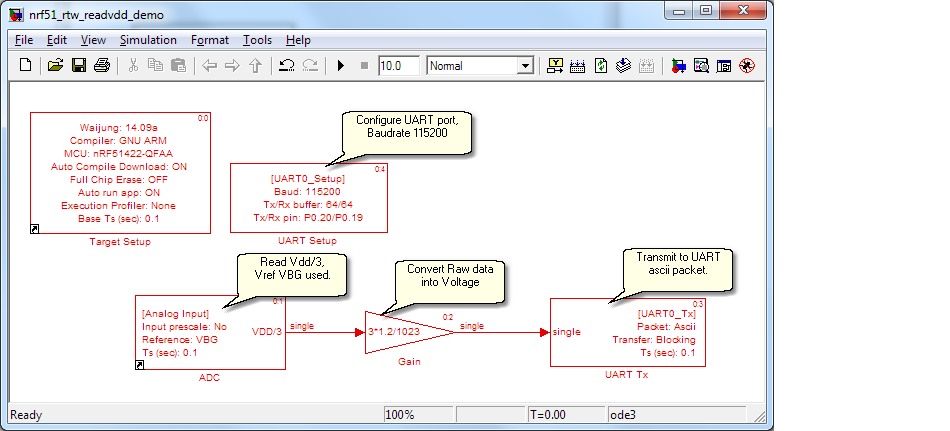 nrf51_rtw_readvdd_demo
File Edit View Simulation Format Tools Help
10.0 Normal
0:0
Waijung: 14.09a
Compiler: GNU ARM
MCU: nRF51422-QFAA
Auto Compile Download: ON
Full Chip Erase: OFF
Auto run app: ON
Execution Profiler: None
Base Ts (sec): 0.1
Target Setup
Configure UART port,
Baudrate 115200
0:4
[UART0_Setup]
Baud: 115200
Tx/Rx buffer: 64/64
Tx/Rx pin: P0.20/P0.19
UART Setup
Read Vdd/3,
Vref VBG used.
0:1
[Analog Input]
Input prescale: No
Reference: VBG
Ts (sec): 0.1
VDD/3
ADC
single
Convert Raw data
into Voltage
0:2
3*1.2/1023
Gain
single
Transmit to UART
ascii packet.
0:3
single
[UART0_Tx]
Packet: Ascii
Transfer: Blocking
Ts (sec): 0.1
UART Tx
Ready 100% T=0.00 ode3